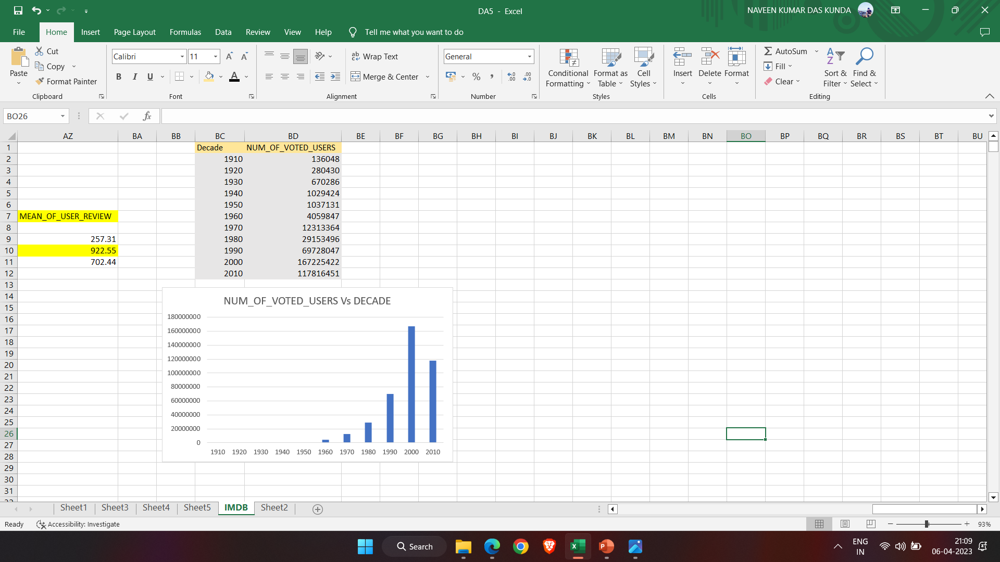 DA5 - Excel
NAVEEN KUMAR DAS KUNDA
File Home Insert Page Layout Formulas Data Review View Help Tell me what you want to do
Paste
Cut
Copy
Format Painter
Clipboard
Calibri 11
B I U
Font
Wrap Text
Merge & Center
Alignment
General
Number
Conditional Formatting
Format as Table
Cell Styles
Styles
Insert Delete Format
Cells
AutoSum
Fill
Clear
Sort & Filter
Find & Select
Editing
BO26
fx
AZ BA BB BC BD BE BF BG BH BI BJ BK BL BM BN BO BP BQ BR BS BT BU
1 Decade NUM_OF_VOTED_USERS
2 1910 136048
3 1920 280430
4 1930 670286
5 1940 1029424
6 1950 1037131
7 MEAN_OF_USER_REVIEW 1960 4059847
8 1970 12313364
9 257.31 1980 29153496
10 922.55 1990 69728047
11 702.44 2000 167225422
12 2010 117816451
13
14
15
16
17
18
19
20
21
22
23
24
25
26
27
28
29
30
31
NUM_OF_VOTED_USERS Vs DECADE
180000000
160000000
140000000
120000000
100000000
80000000
60000000
40000000
20000000
0
1910 1920 1930 1940 1950 1960 1970 1980 1990 2000 2010
Sheet1 Sheet3 Sheet4 Sheet5 IMDB Sheet2
Ready Accessibility: Investigate 93%
Search
ENG
IN
21:09
06-04-2023